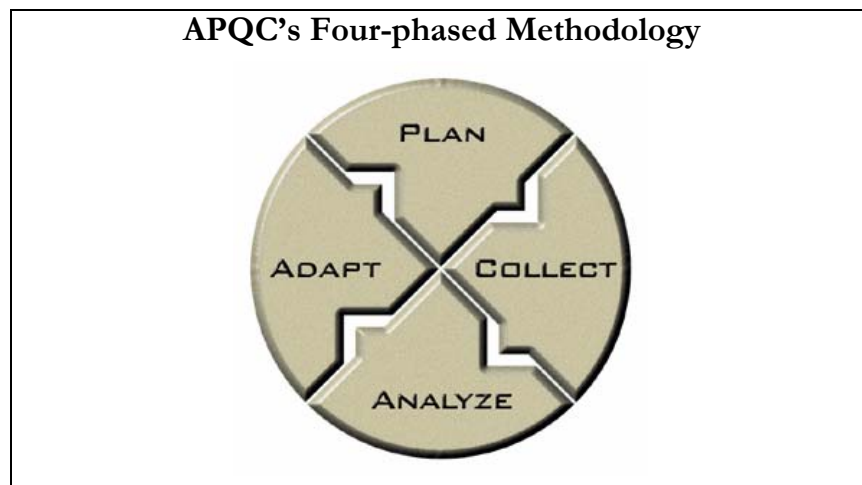 APQC’s Four-phased Methodology
PLAN
ADAPT
COLLECT
ANALYZE